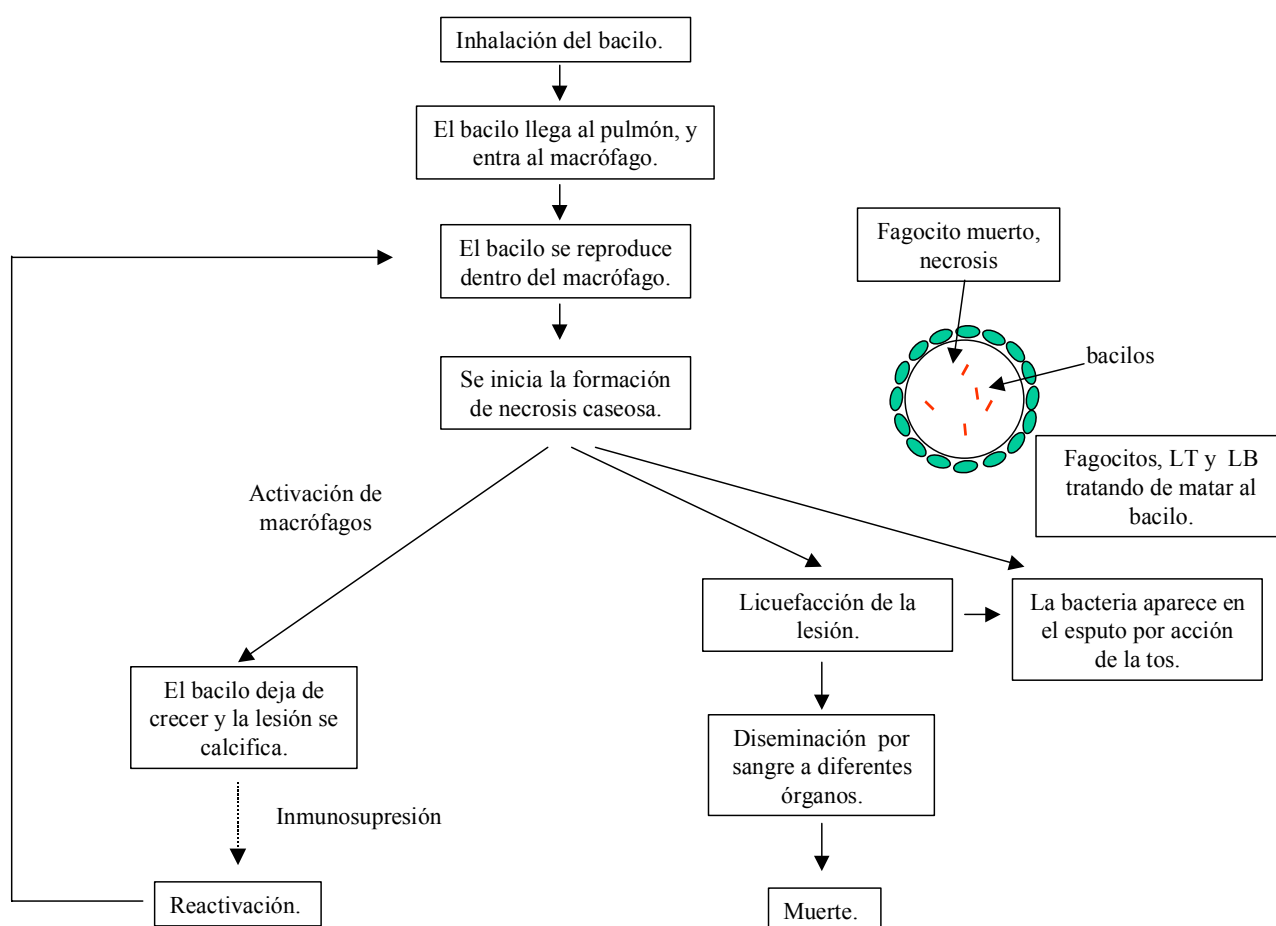 Inhalación del bacilo.
El bacilo llega al pulmón, y
entra al macrófago.
El bacilo se reproduce
dentro del macrófago.
Fagocito muerto,
necrosis
bacilos
Se inicia la formación
de necrosis caseosa.
Fagocitos, LT y LB
tratando de matar al
bacilo.
Activación de
macrófagos
Licuefacción de la
lesión.
La bacteria aparece en
el esputo por acción
de la tos.
El bacilo deja de
crecer y la lesión se
calcifica.
Diseminación por
sangre a diferentes
órganos.
Inmunosupresión
Reactivación.
Muerte.